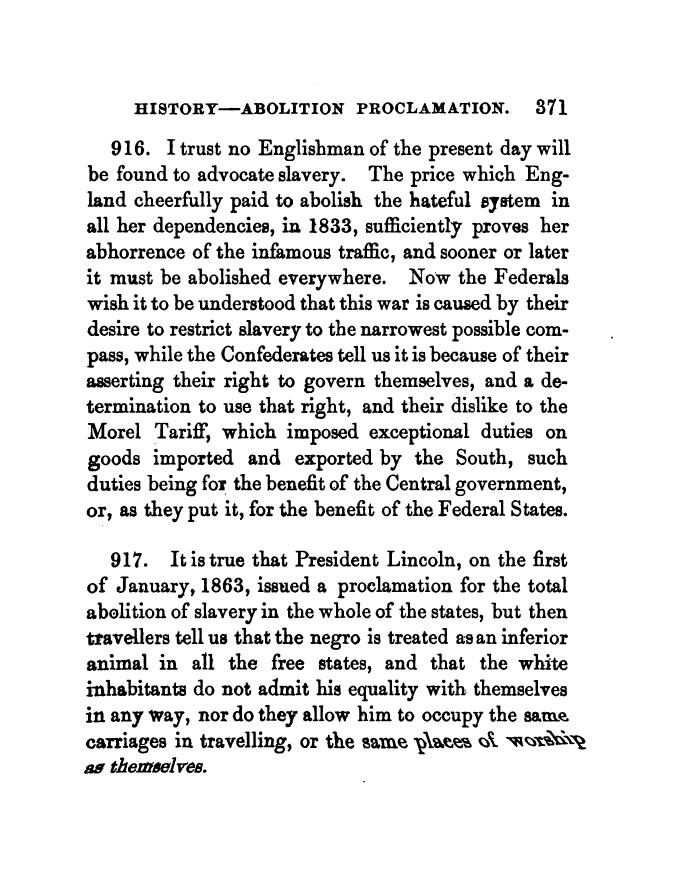 HISTORY—ABOLITION PROCLAMATION. 371
916. I trust no Englishman of the present day will
be found to advocate slavery. The price which Eng-
land cheerfully paid to abolish the hateful system in
all her dependencies, in 1833, sufficiently proves her
abhorrence of the infamous traffic, and sooner or later
it must be abolished everywhere. Now the Federals
wish it to be understood that this war is caused by their
desire to restrict slavery to the narrowest possible com-
pass, while the Confederates tell us it is because of their
asserting their right to govern themselves, and a de-
termination to use that right, and their dislike to the
Morel Tariff, which imposed exceptional duties on
goods imported and exported by the South, such
duties being for the benefit of the Central government,
or, as they put it, for the benefit of the Federal States.
917. It is true that President Lincoln, on the first
of January, 1863, issued a proclamation for the total
abolition of slavery in the whole of the states, but then
travellers tell us that the negro is treated as an inferior
animal in all the free states, and that the white
inhabitants do not admit his equality with themselves
in any way, nor do they allow him to occupy the same
carriages in travelling, or the same places of worship
as themselves.